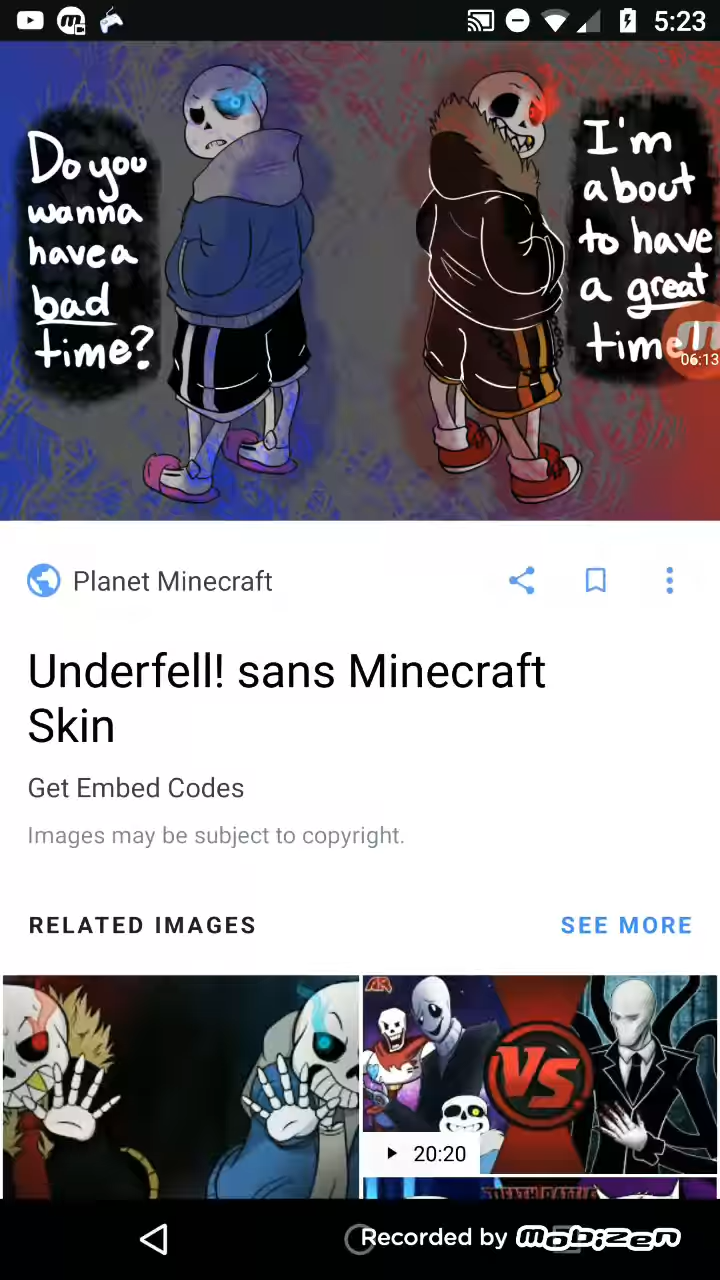 5:23
Do you
wanna
have a
bad
time?
I'm
about
to have
a great
time!
06:13
Planet Minecraft
Underfell! sans Minecraft
Skin
Get Embed Codes
Images may be subject to copyright.
RELATED IMAGES
SEE MORE
VS
20:20
DEATH BATTLE
Recorded by Mobizen